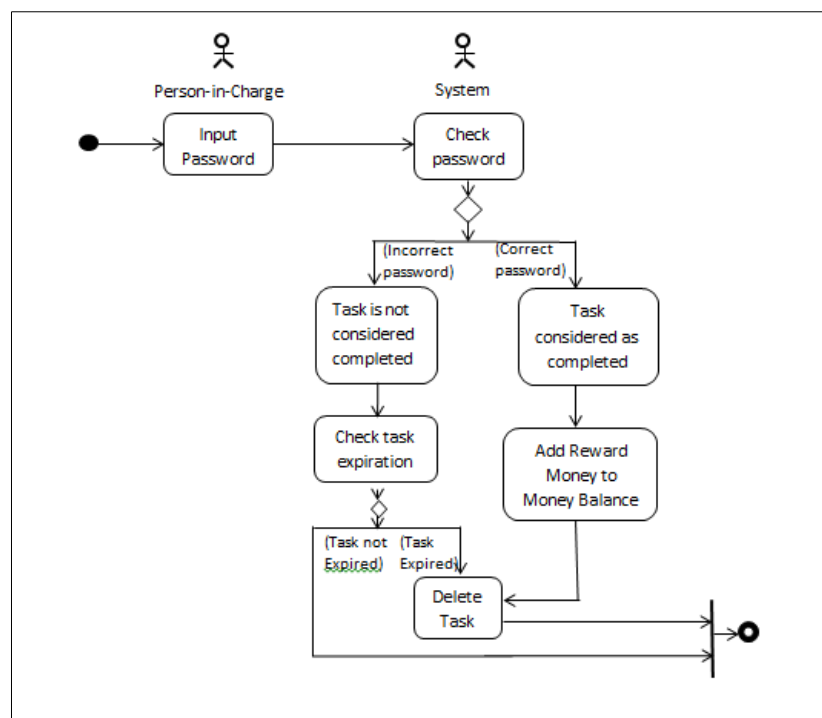 Person-in-Charge
System
Input
Password
Check
password
(Incorrect
password)
(Correct
password)
Task is not
considered
completed
Task
considered as
completed
Check task
expiration
Add Reward
Money to
Money Balance
(Task not
Expired)
(Task
Expired)
Delete
Task